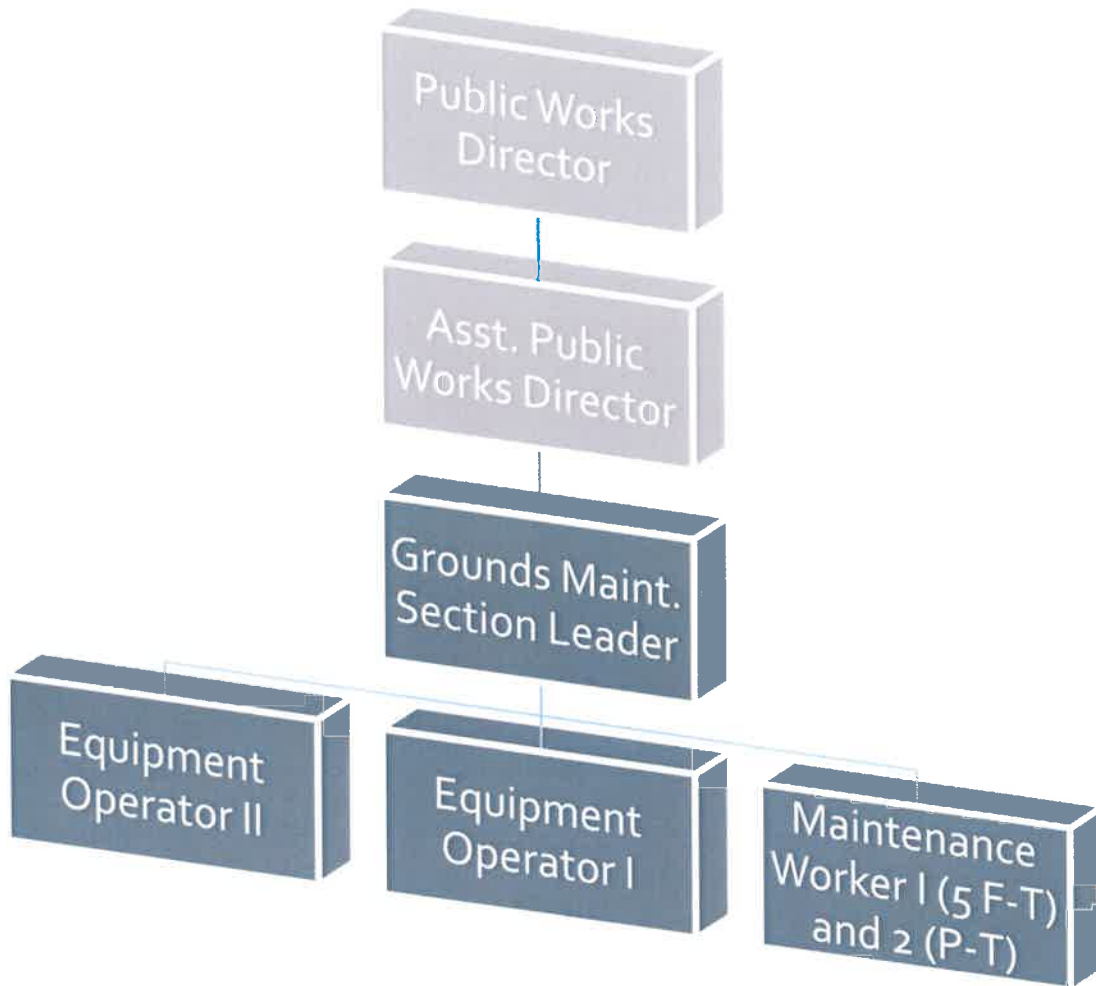 Public Works
Director
Asst. Public
Works Director
Grounds Maint.
Section Leader
Equipment
Operator II
Equipment
Operator I
Maintenance
Worker I (5 F-T)
and 2 (P-T)